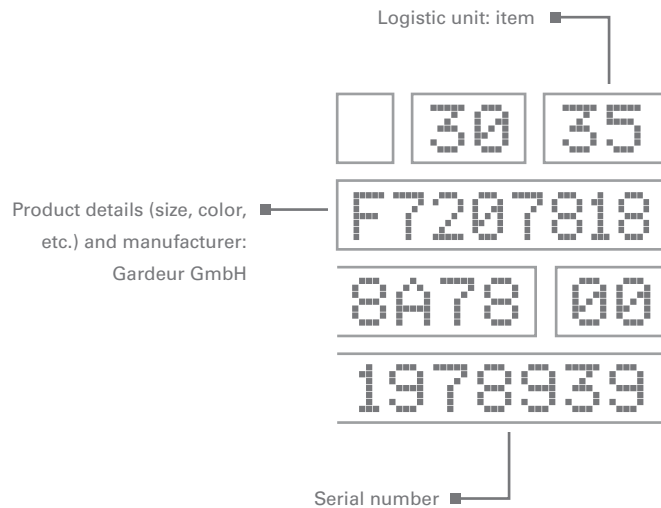 Logistic unit: item
30 35
F7207818
Product details (size, color,
etc.) and manufacturer:
Gardeur GmbH
8A78 00
1978939
Serial number